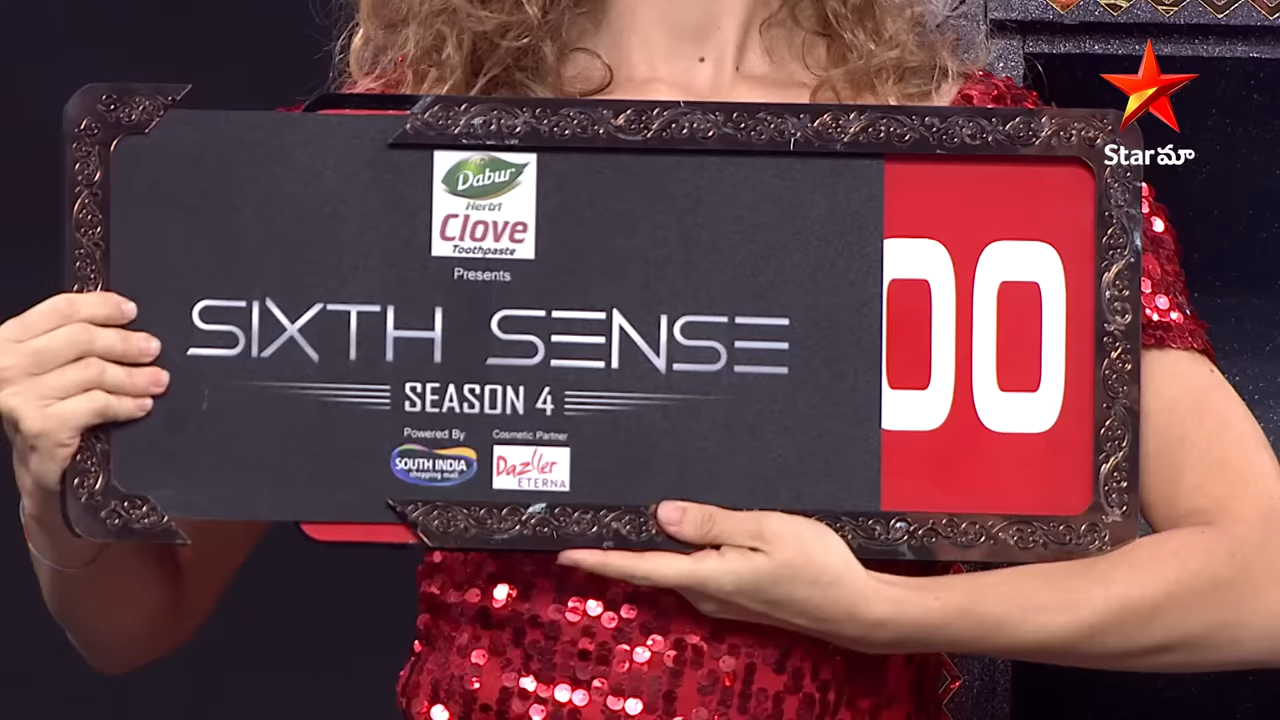 Dabur
Herb'l
Clove
Toothpaste
Presents
SIXTH SENSE
SEASON 4
Powered By
SOUTH INDIA
shopping mall
Cosmetic Partner
Dazller
ETERNA
00
Starమా